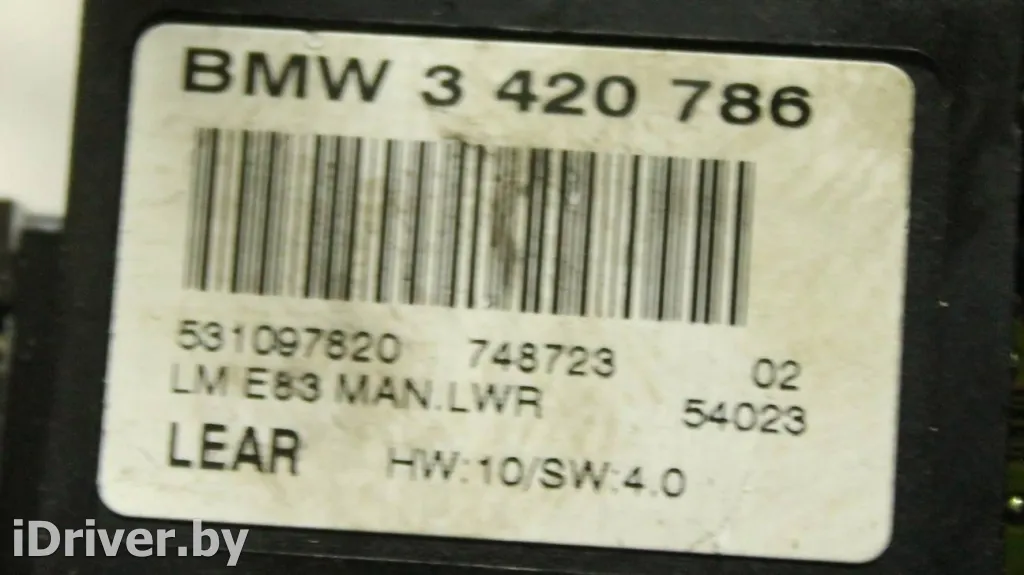 BMW 3 420 786
531097820 748723 02
LM E83 MAN.LWR 54023
LEAR HW:10/SW:4.0
iDriver.by